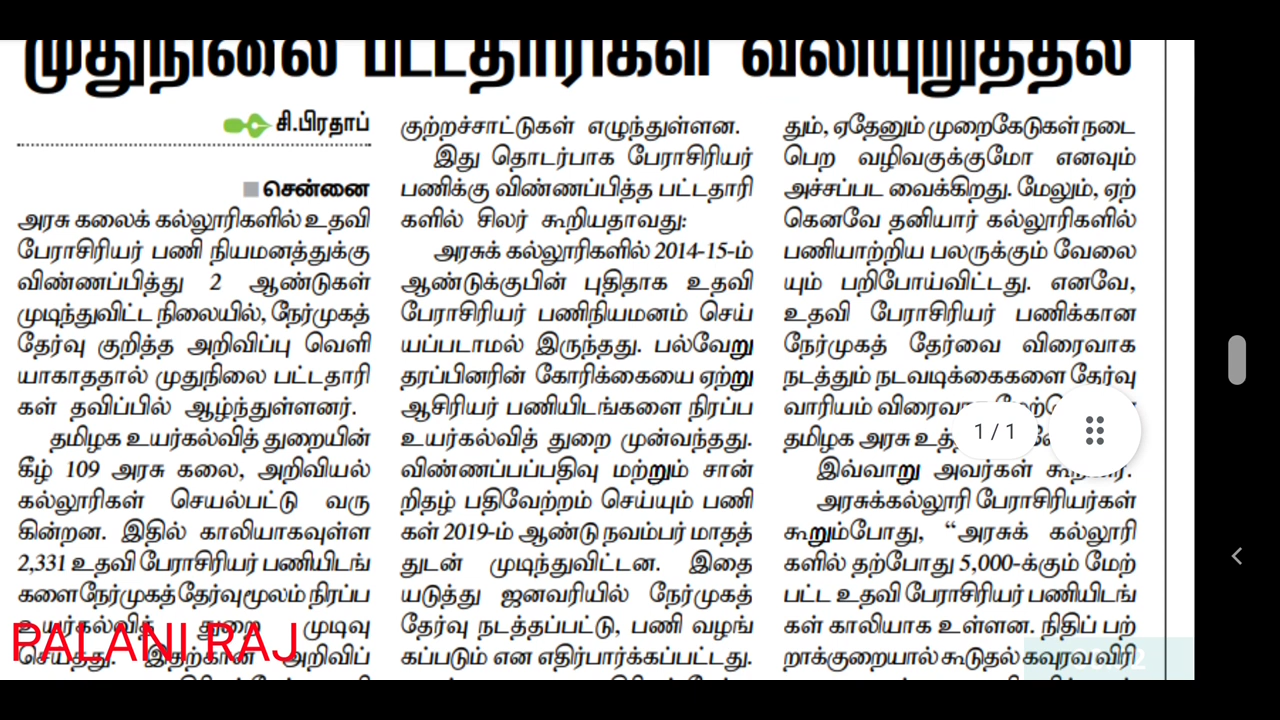 முதுநிலை பட்டதாரிகள் வலியுறுத்தல்
சி.பிரதாப்
சென்னை
அரசு கலைக் கல்லூரிகளில் உதவி
பேராசிரியர் பணி நியமனத்துக்கு
விண்ணப்பித்து 2 ஆண்டுகள்
முடிந்துவிட்ட நிலையில், நேர்முகத்
தேர்வு குறித்த அறிவிப்பு வெளி
யாகாததால் முதுநிலை பட்டதாரி
கள் தவிப்பில் ஆழ்ந்துள்ளனர்.
தமிழக உயர்கல்வித் துறையின்
கீழ் 109 அரசு கலை, அறிவியல்
கல்லூரிகள் செயல்பட்டு வரு
கின்றன. இதில் காலியாகவுள்ள
2,331 உதவி பேராசிரியர் பணியிடங்
களை நேர்முகத் தேர்வு மூலம் நிரப்ப
உயர்கல்வித் துறை முடிவு
செய்தது. இதற்கான அறிவிப்
குற்றச்சாட்டுகள் எழுந்துள்ளன.
இது தொடர்பாக பேராசிரியர்
பணிக்கு விண்ணப்பித்த பட்டதாரி
களில் சிலர் கூறியதாவது:
அரசுக் கல்லூரிகளில் 2014-15-ம்
ஆண்டுக்குபின் புதிதாக உதவி
பேராசிரியர் பணிநியமனம் செய்
யப்படாமல் இருந்தது. பல்வேறு
தரப்பினரின் கோரிக்கையை ஏற்று
ஆசிரியர் பணியிடங்களை நிரப்ப
உயர்கல்வித் துறை முன்வந்தது.
விண்ணப்பப்பதிவு மற்றும் சான்
றிதழ் பதிவேற்றம் செய்யும் பணி
கள் 2019-ம் ஆண்டு நவம்பர் மாதத்
துடன் முடிந்துவிட்டன. இதை
யடுத்து ஜனவரியில் நேர்முகத்
தேர்வு நடத்தப்பட்டு, பணி வழங்
கப்படும் என எதிர்பார்க்கப்பட்டது.
தும், ஏதேனும் முறைகேடுகள் நடை
பெற வழிவகுக்குமோ எனவும்
அச்சப்பட வைக்கிறது. மேலும், ஏற்
கெனவே தனியார் கல்லூரிகளில்
பணியாற்றிய பலருக்கும் வேலை
யும் பறிபோய்விட்டது. எனவே,
உதவி பேராசிரியர் பணிக்கான
நேர்முகத் தேர்வை விரைவாக
நடத்தும் நடவடிக்கைகளை தேர்வு
வாரியம்
தமிழக அரசு
இவ்வாறு அவர்கள்
அரசுக்கல்லூரி பேராசிரியர்கள்
கூறும்போது, “அரசுக் கல்லூரி
களில் தற்போது 5,000-க்கும் மேற்
பட்ட உதவி பேராசிரியர் பணியிடங்
கள் காலியாக உள்ளன. நிதிப் பற்
றாக்குறையால் கூடுதல் கவுரவ விரி
1 / 1
PALANI RAJ